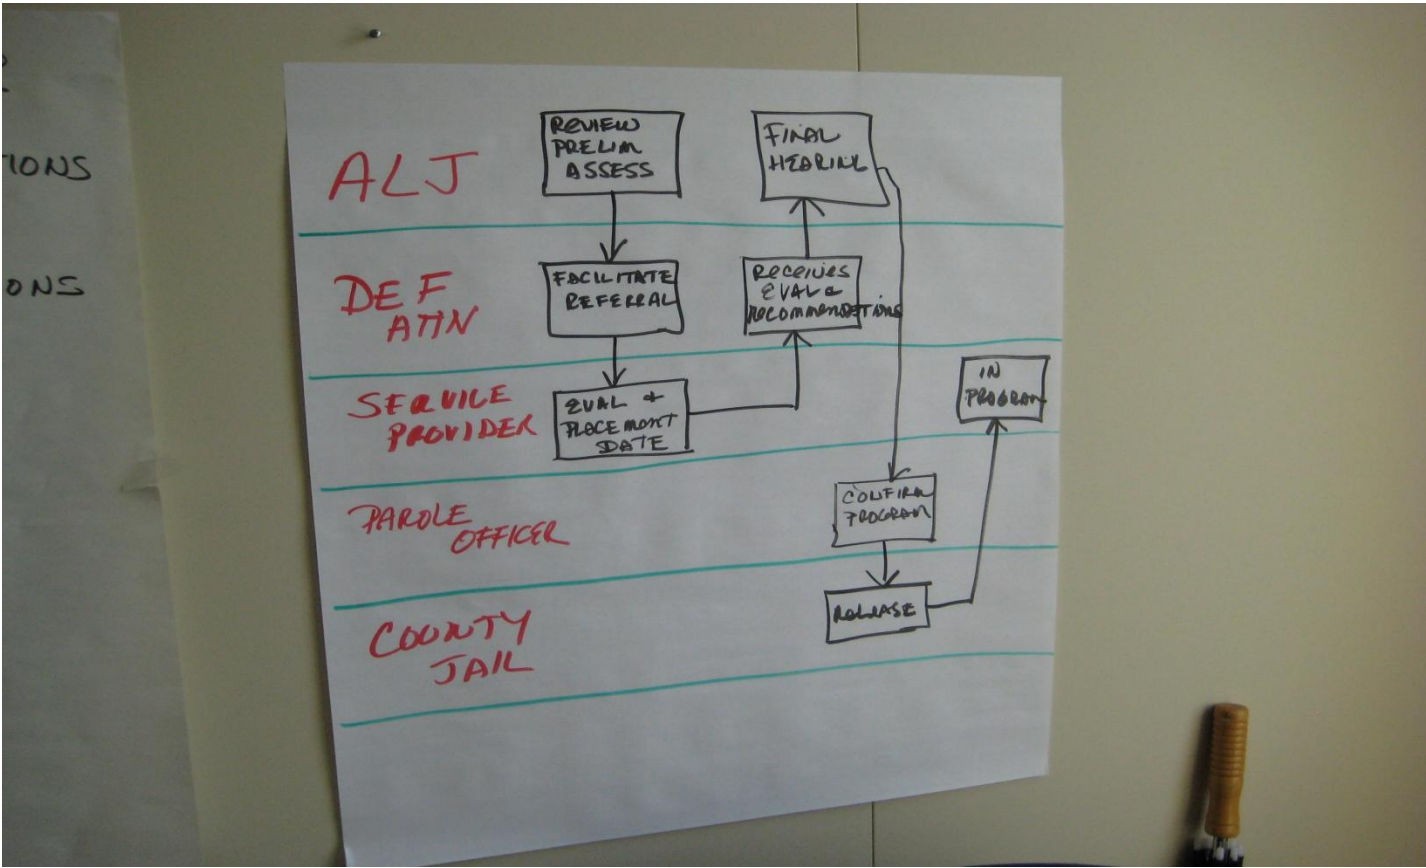 IONS
ONS
ALJ
REVIEW
PRELIM
ASSESS
FINAL
HEARING
DEF
ATTN
FACILITATE
REFERRAL
RECEIVES
EVAL &
RECOMMENDATIONS
SERVICE
PROVIDER
EVAL +
PLACEMENT
DATE
IN
PROGRAM
PAROLE
OFFICER
CONFIRM
PROGRAM
COUNTY
JAIL
RELEASE